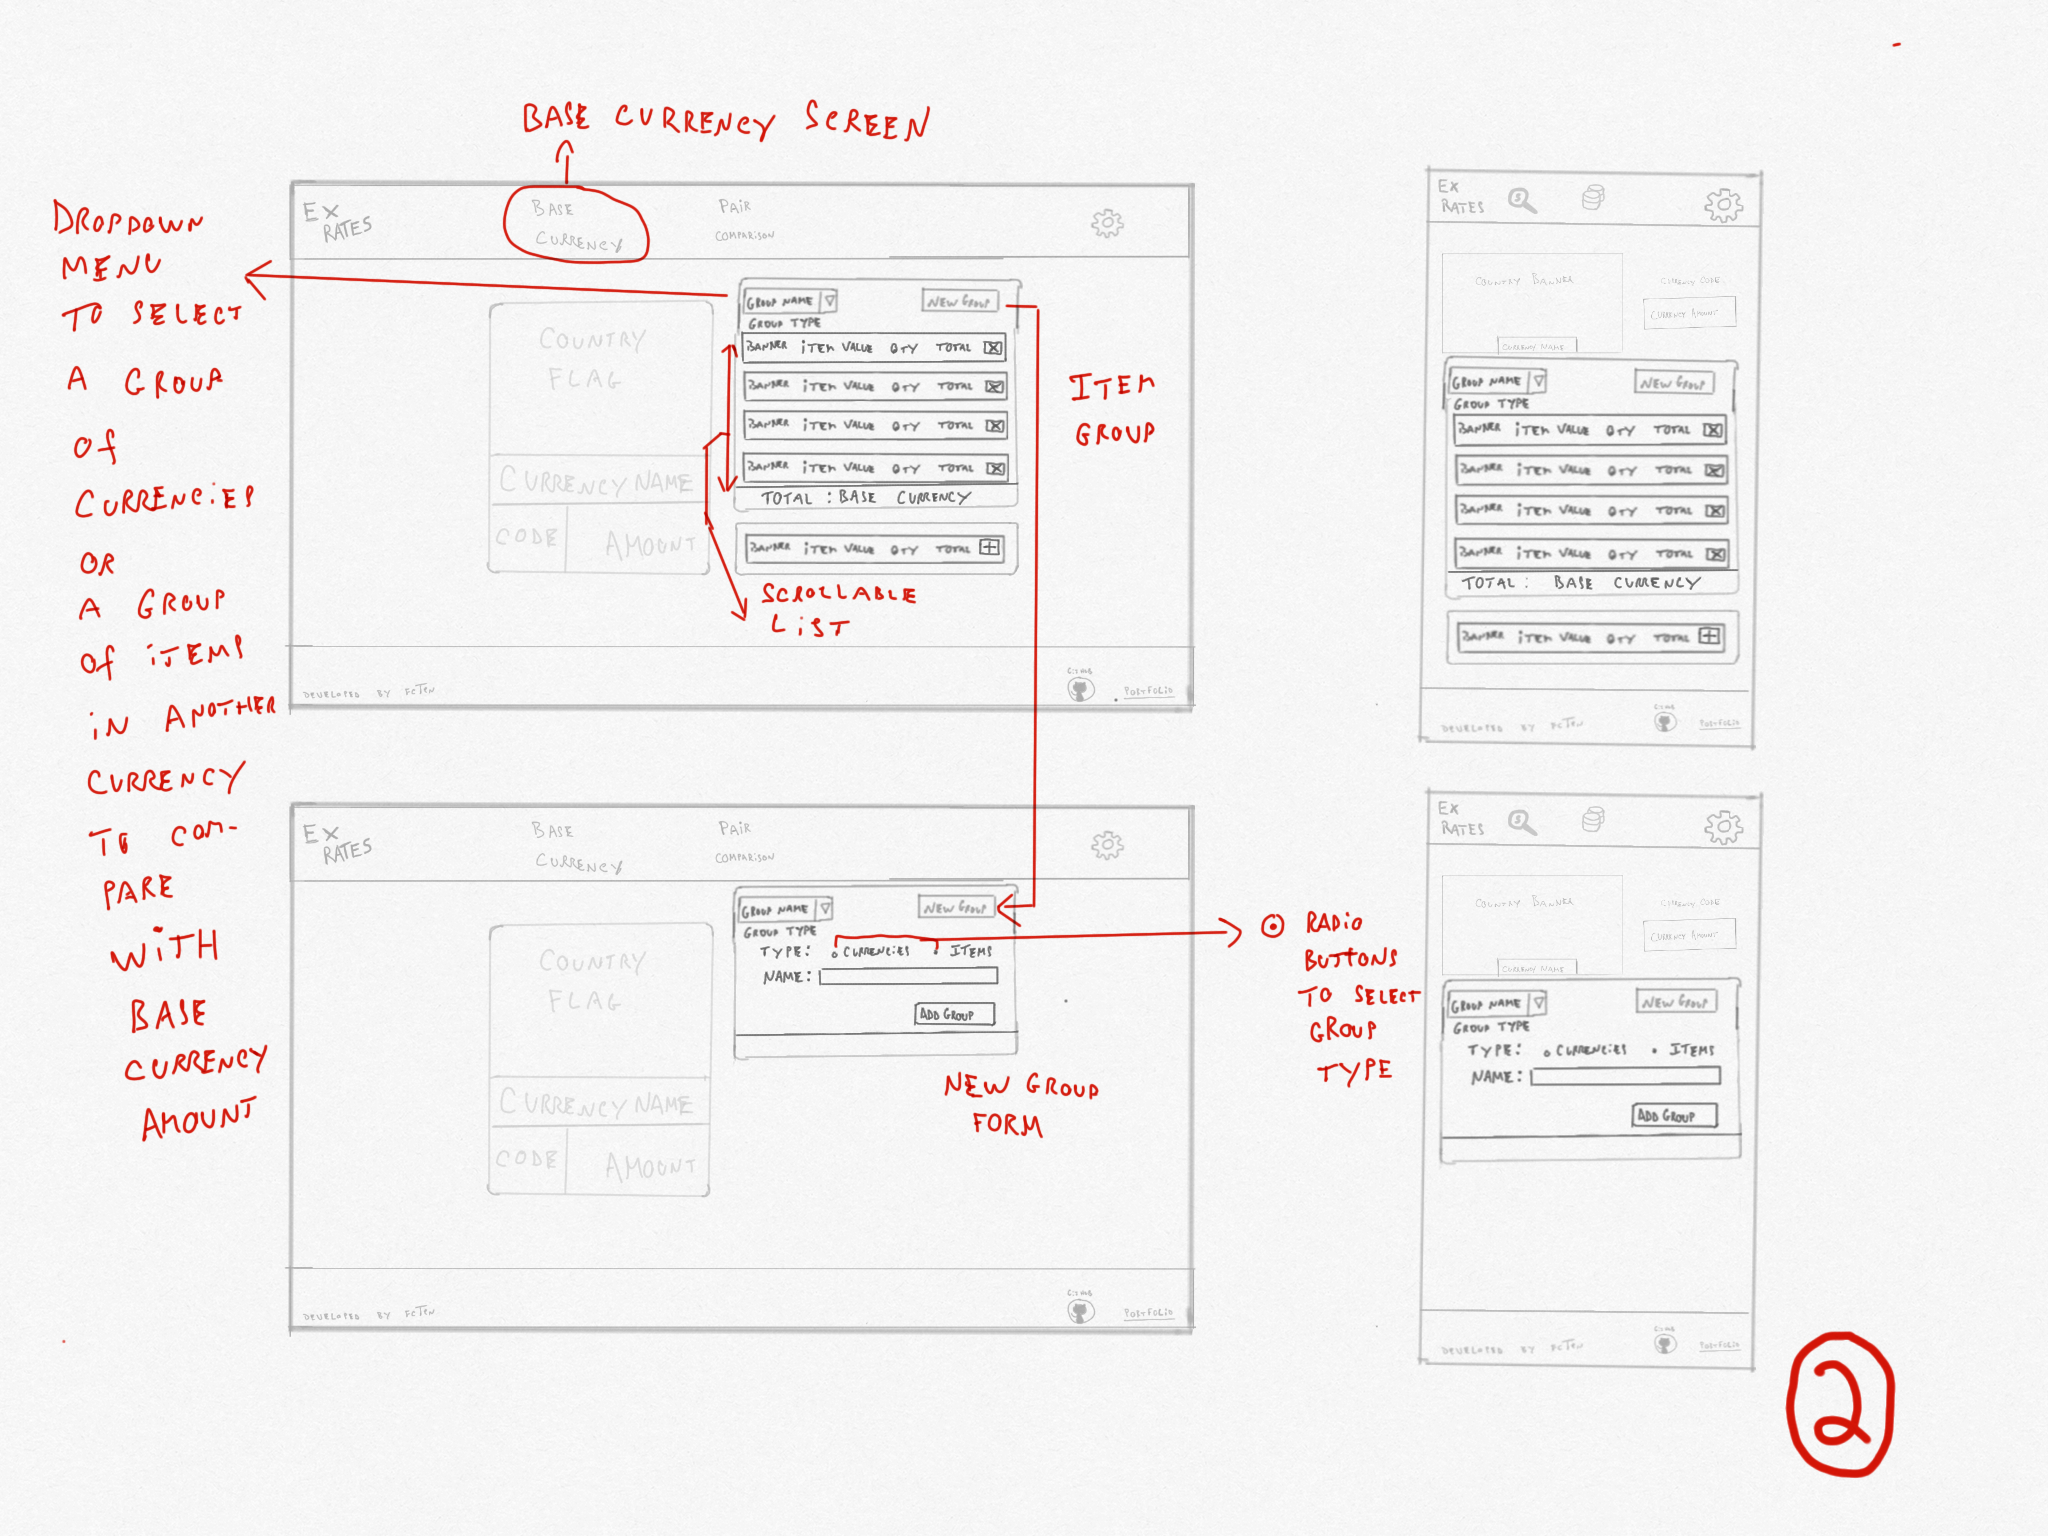 BASE CURRENCY SCREEN
DROPDOWN
MENU
TO SELECT
A GROUP
OF
CURRENCIES
OR
A GROUP
OF ITEMS
IN ANOTHER
CURRENCY
TO COM-
PARE
WITH
BASE
CURRENCY
AMOUNT
EX
RATES
BASE
CURRENCY
PAIR
COMPARISON
COUNTRY
FLAG
CURRENCY NAME
CODE
AMOUNT
GROUP NAME
NEW GROUP
GROUP TYPE
BANNER ITEM VALUE QTY TOTAL
BANNER ITEM VALUE QTY TOTAL
BANNER ITEM VALUE QTY TOTAL
BANNER ITEM VALUE QTY TOTAL
TOTAL : BASE CURRENCY
BANNER ITEM VALUE QTY TOTAL
SCROLLABLE
LIST
ITEM
GROUP
DEVELOPED BY FCTEN
GITHUB
PORTFOLIO
EX
RATES
$
COUNTRY BANNER
CURRENCY CODE
CURRENCY AMOUNT
CURRENCY NAME
GROUP NAME
NEW GROUP
GROUP TYPE
BANNER ITEM VALUE QTY TOTAL
BANNER ITEM VALUE QTY TOTAL
BANNER ITEM VALUE QTY TOTAL
BANNER ITEM VALUE QTY TOTAL
TOTAL : BASE CURRENCY
BANNER ITEM VALUE QTY TOTAL
DEVELOPED BY FCTEN
PORTFOLIO
EX
RATES
BASE
CURRENCY
PAIR
COMPARISON
COUNTRY
FLAG
CURRENCY NAME
CODE
AMOUNT
GROUP NAME
NEW GROUP
GROUP TYPE
TYPE: CURRENCIES ITEMS
NAME:
ADD GROUP
NEW GROUP
FORM
RADIO
BUTTONS
TO SELECT
GROUP
TYPE
DEVELOPED BY FCTEN
GITHUB
PORTFOLIO
EX
RATES
$
COUNTRY BANNER
CURRENCY CODE
CURRENCY AMOUNT
CURRENCY NAME
GROUP NAME
NEW GROUP
GROUP TYPE
TYPE: CURRENCIES ITEMS
NAME:
ADD GROUP
DEVELOPED BY FCTEN
PORTFOLIO
2